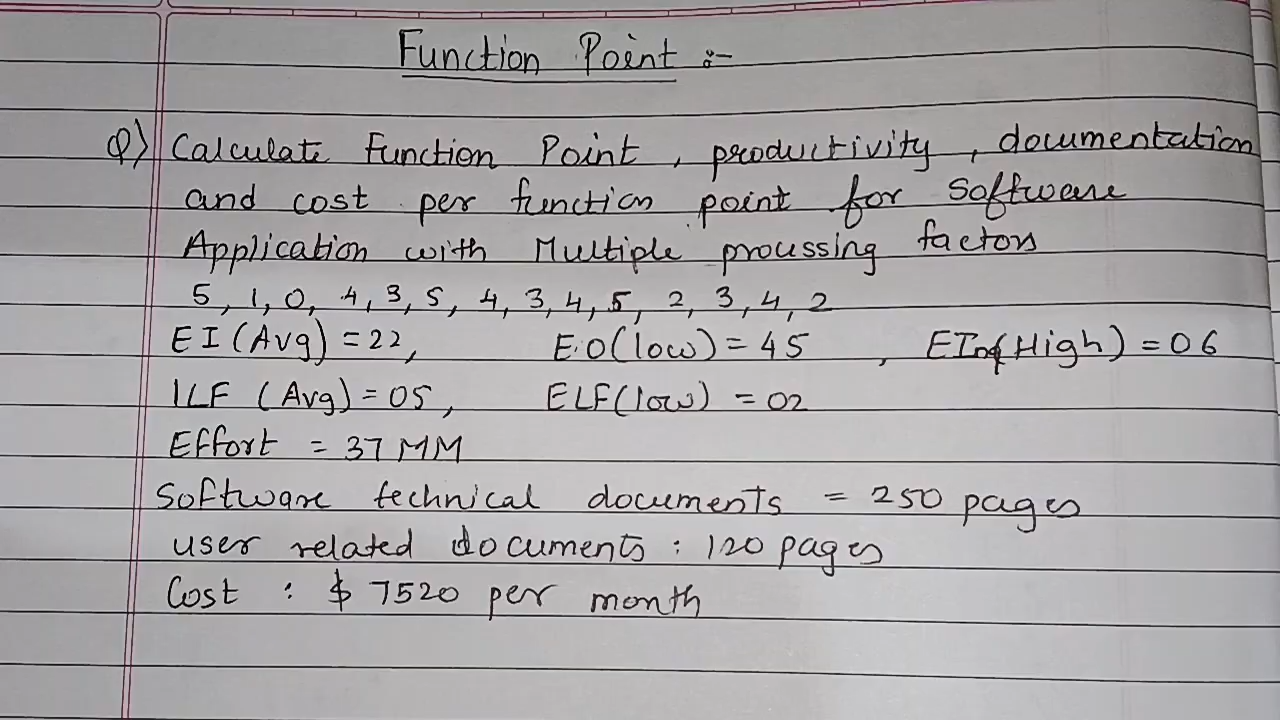 Function Point :-
Q) Calculate Function Point, productivity, documentation
and cost per function point for Software
Application with Multiple proussing factors
5, 1, 0, 4, 3, 5, 4, 3, 4, 5, 2, 3, 4, 2
EI (Avg) = 22, E.O (low) = 45, EInq (High) = 06
ILF (Avg) = 05, ELF (low) = 02
Effort = 37 MM
Software technical documents = 250 pages
user related documents : 120 pages
Cost : $ 7520 per month